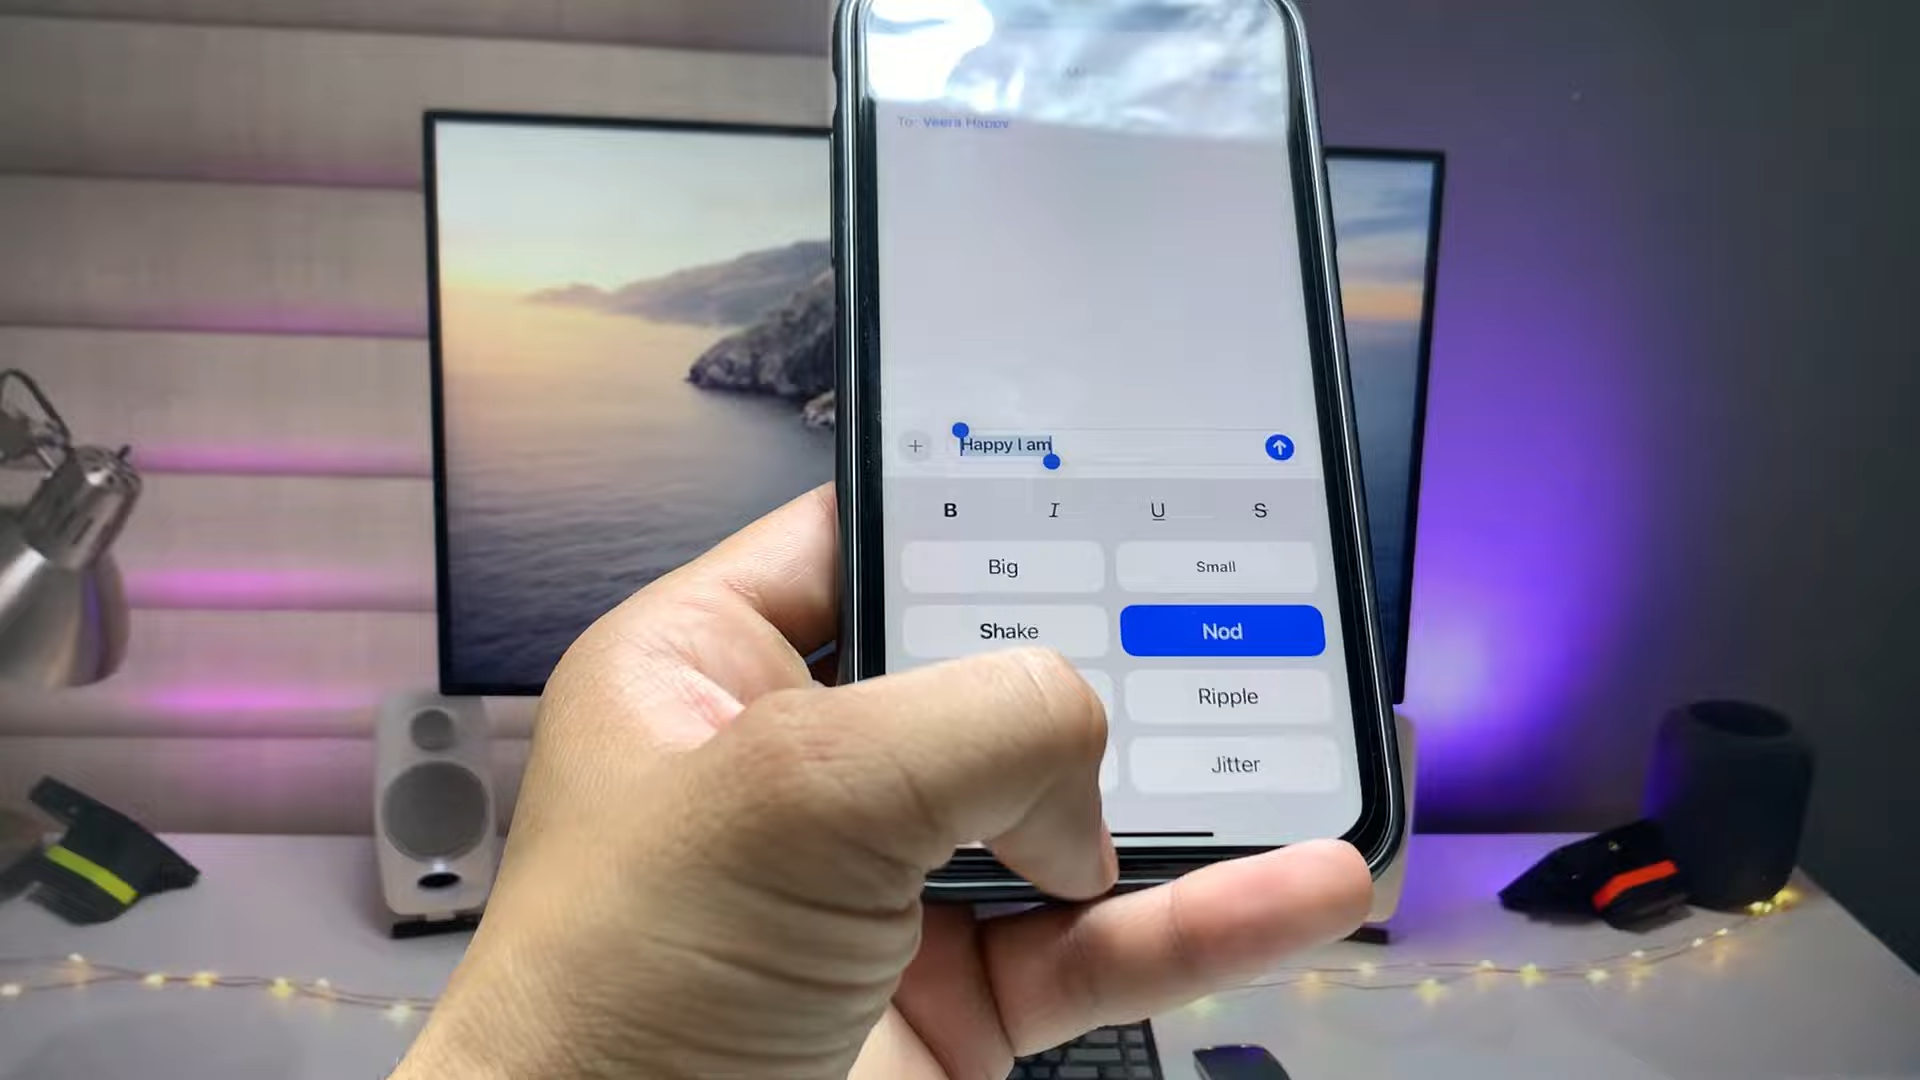 To: Veera Happy
+ Happy I am
B I U S
Big Small
Shake Nod
Ripple
Jitter